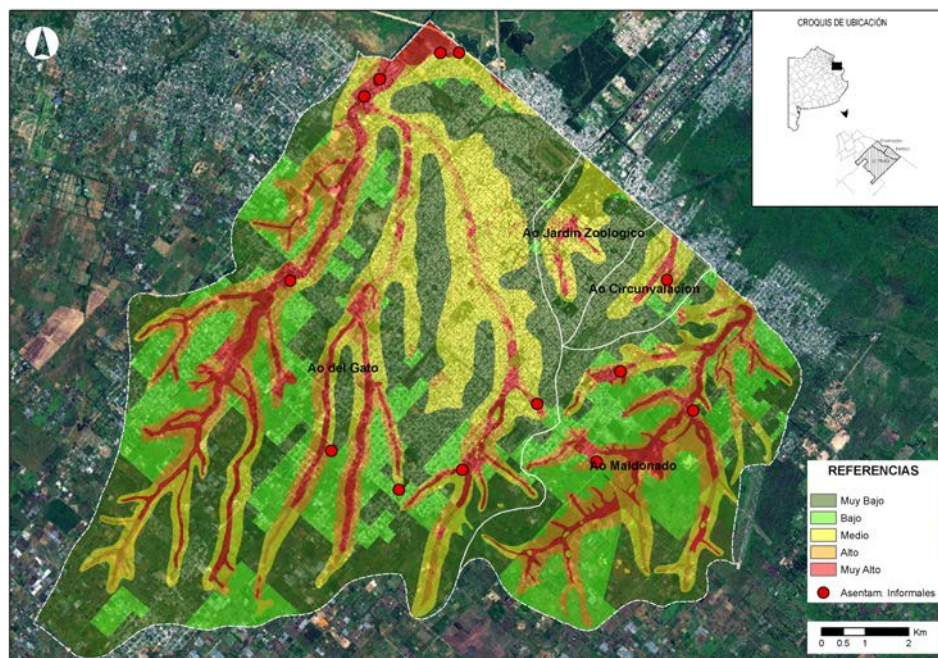 CROQUIS DE UBICACIÓN
Ao Jardin Zoologico
Ao Circunvalacion
Ao del Gato
Ao Maldonado
REFERENCIAS
Muy Bajo
Bajo
Medio
Alto
Muy Alto
Asentam. Informales
Km
0 0.5 1 2